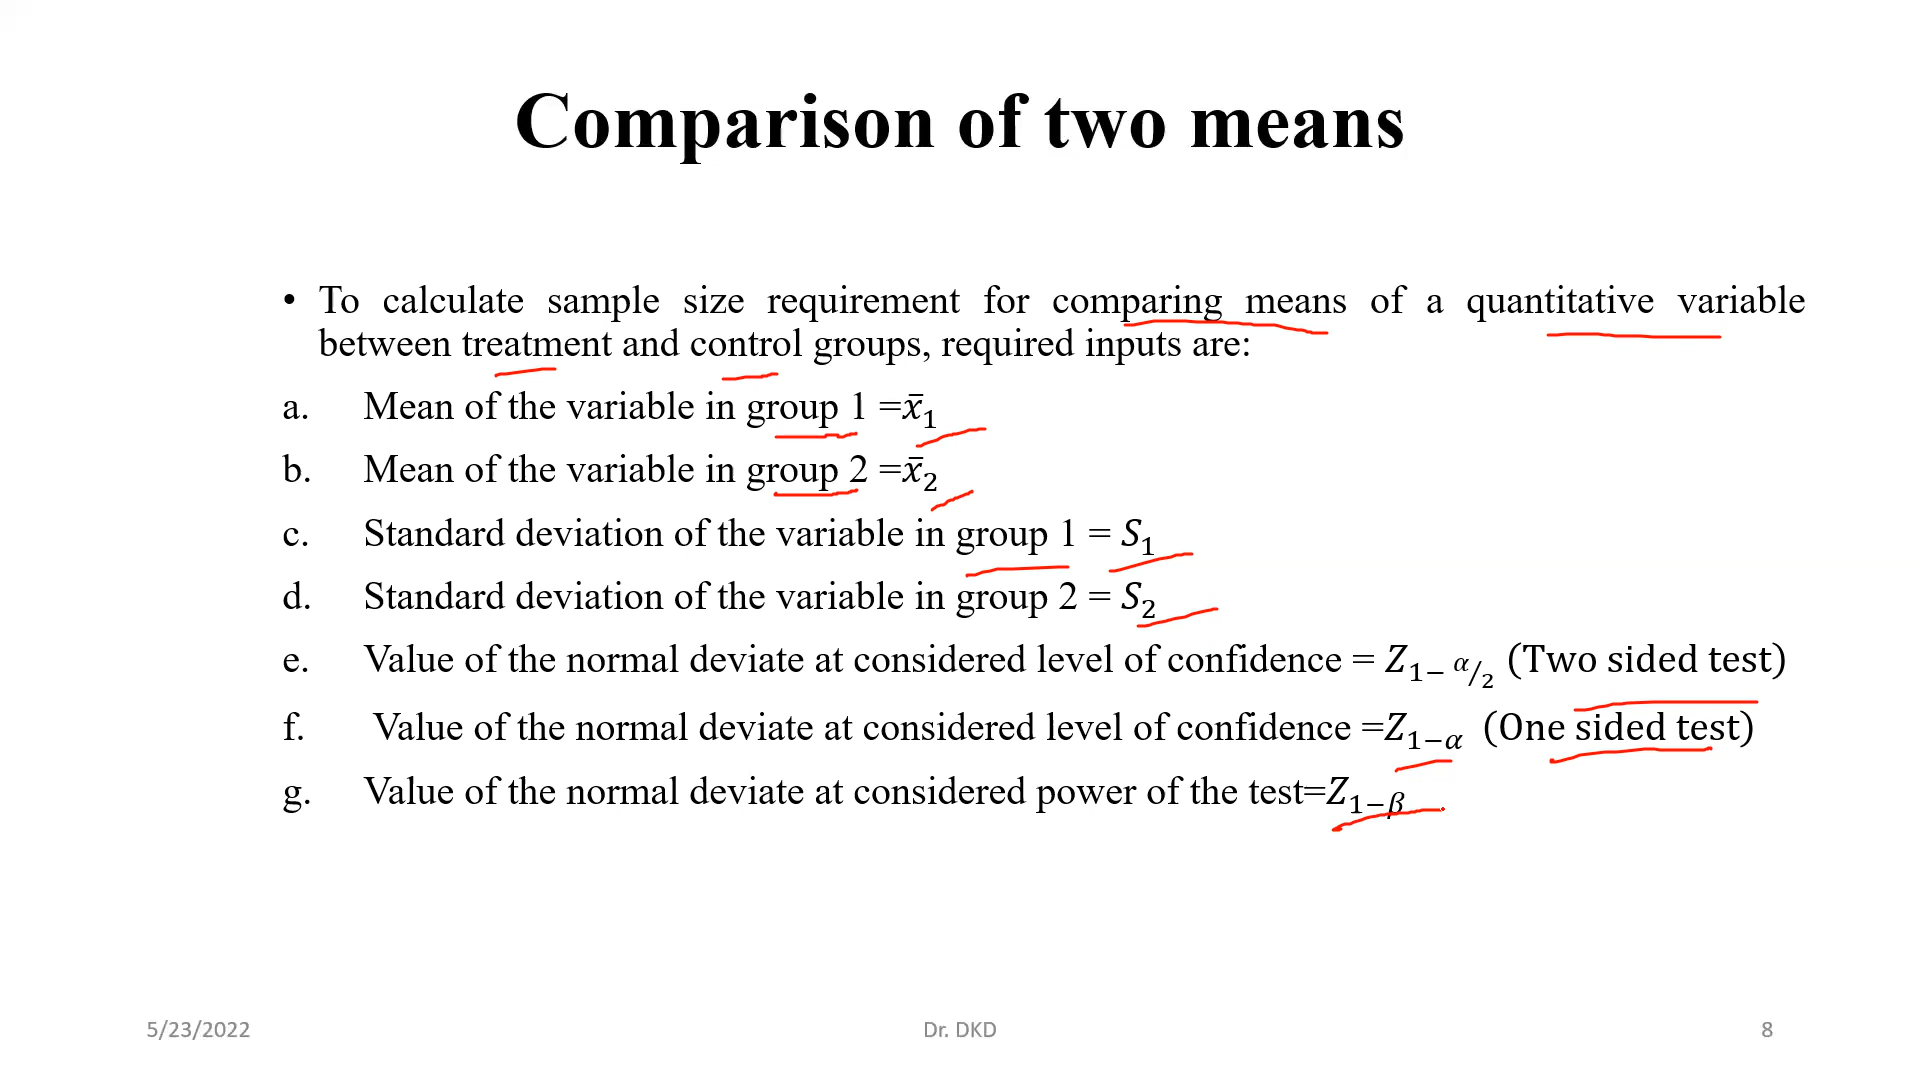 Comparison of two means
• To calculate sample size requirement for comparing means of a quantitative variable
between treatment and control groups, required inputs are:
a. Mean of the variable in group 1 =x̄₁
b. Mean of the variable in group 2 =x̄₂
c. Standard deviation of the variable in group 1 = S₁
d. Standard deviation of the variable in group 2 = S₂
e. Value of the normal deviate at considered level of confidence = Z₁₋ α/₂ (Two sided test)
f. Value of the normal deviate at considered level of confidence =Z₁₋α (One sided test)
g. Value of the normal deviate at considered power of the test=Z₁₋β
5/23/2022 Dr. DKD 8